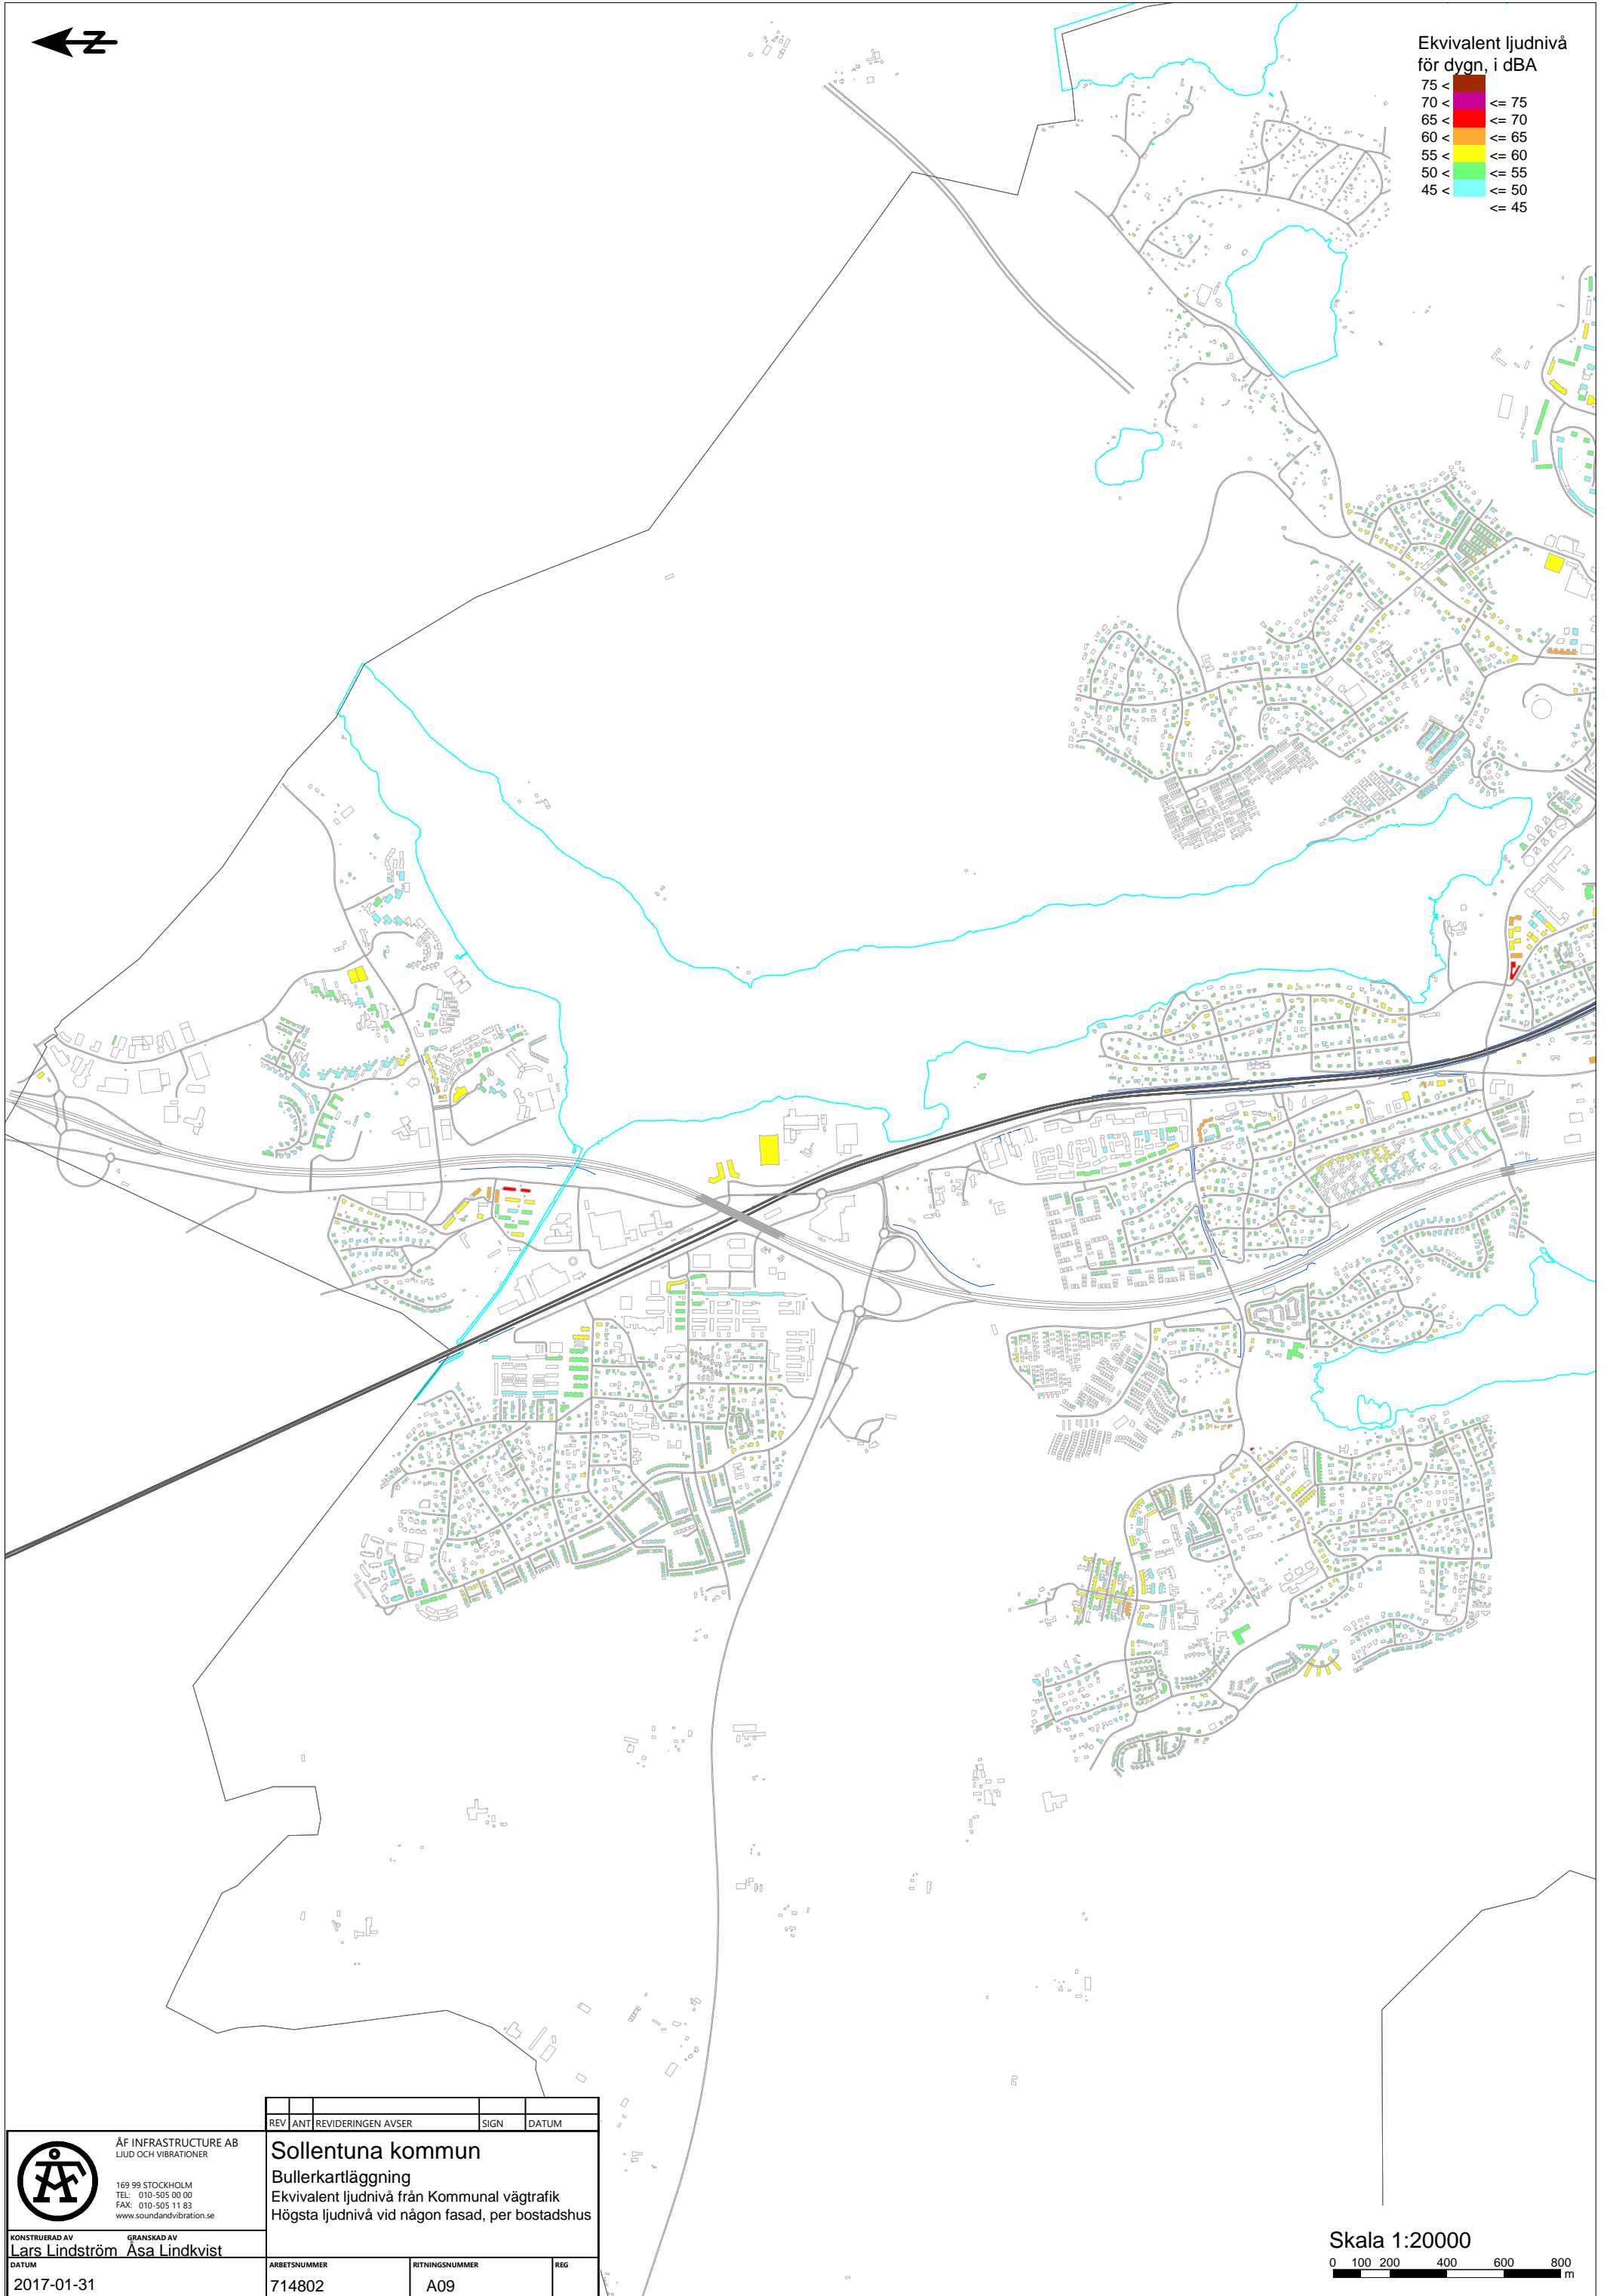 Z
Ekvivalent ljudnivå
för dygn, i dBA
75 <
70 < <= 75
65 < <= 70
60 < <= 65
55 < <= 60
50 < <= 55
45 < <= 50
<= 45
REV ANT REVIDERINGEN AVSER SIGN DATUM
ÅF
ÅF INFRASTRUCTURE AB
LJUD OCH VIBRATIONER
169 99 STOCKHOLM
TEL: 010-505 00 00
FAX: 010-505 11 83
www.soundandvibration.se
Sollentuna kommun
Bullerkartläggning
Ekvivalent ljudnivå från Kommunal vägtrafik
Högsta ljudnivå vid någon fasad, per bostadshus
KONSTRUERAD AV GRANSKAD AV
Lars Lindström Åsa Lindkvist
DATUM
2017-01-31
ARBETSNUMMER
714802
RITNINGSNUMMER
A09
REG
Skala 1:20000
0 100 200 400 600 800
m